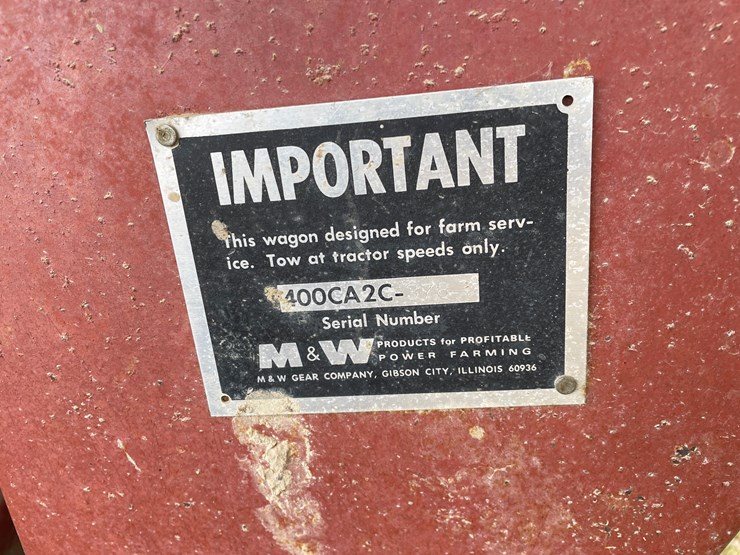 IMPORTANT
This wagon designed for farm serv-
ice. Tow at tractor speeds only.
400CA2C-
Serial Number
M & W PRODUCTS for PROFITABLE
POWER FARMING
M & W GEAR COMPANY, GIBSON CITY, ILLINOIS 60936